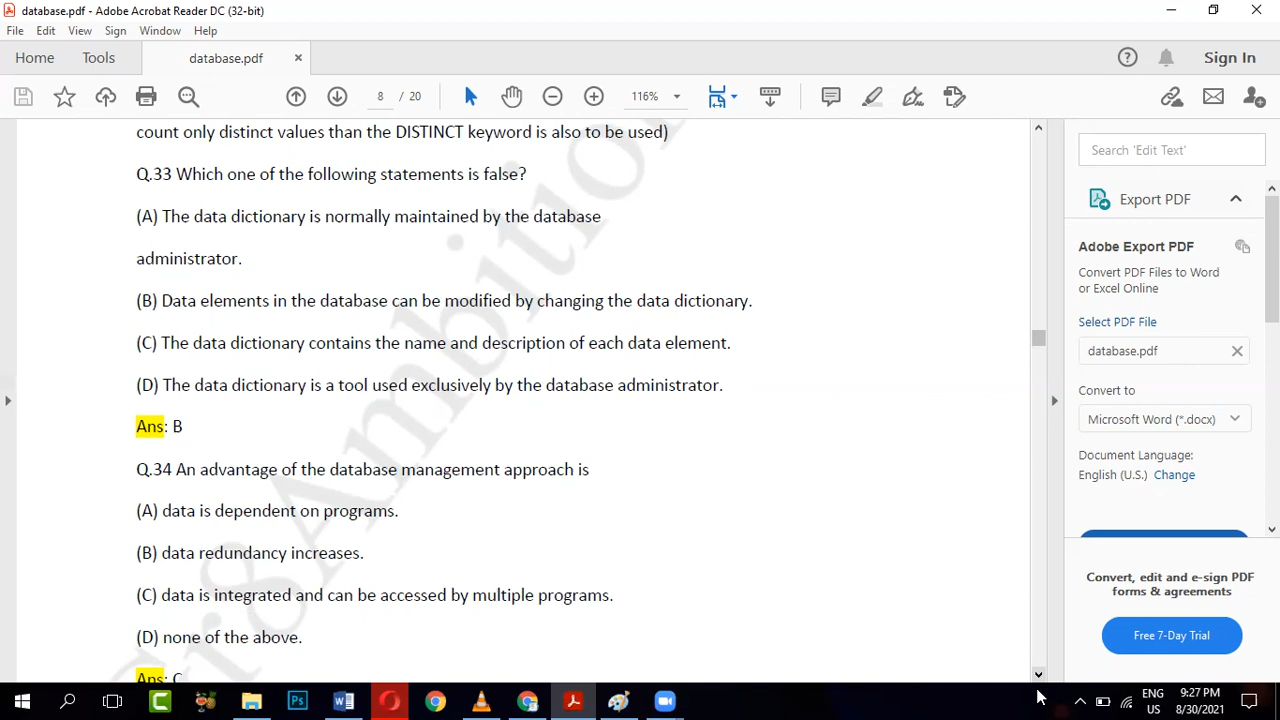 database.pdf - Adobe Acrobat Reader DC (32-bit)
File Edit View Sign Window Help
Home Tools database.pdf Sign In
8 / 20 116%
count only distinct values than the DISTINCT keyword is also to be used)
Q.33 Which one of the following statements is false?
(A) The data dictionary is normally maintained by the database
administrator.
(B) Data elements in the database can be modified by changing the data dictionary.
(C) The data dictionary contains the name and description of each data element.
(D) The data dictionary is a tool used exclusively by the database administrator.
Ans: B
Q.34 An advantage of the database management approach is
(A) data is dependent on programs.
(B) data redundancy increases.
(C) data is integrated and can be accessed by multiple programs.
(D) none of the above.
Ans: C
Gr8Ambition
Search 'Edit Text'
Export PDF
Adobe Export PDF
Convert PDF Files to Word
or Excel Online
Select PDF File
database.pdf
Convert to
Microsoft Word (*.docx)
Document Language:
English (U.S.) Change
Convert, edit and e-sign PDF
forms & agreements
Free 7-Day Trial
ENG
US
9:27 PM
8/30/2021